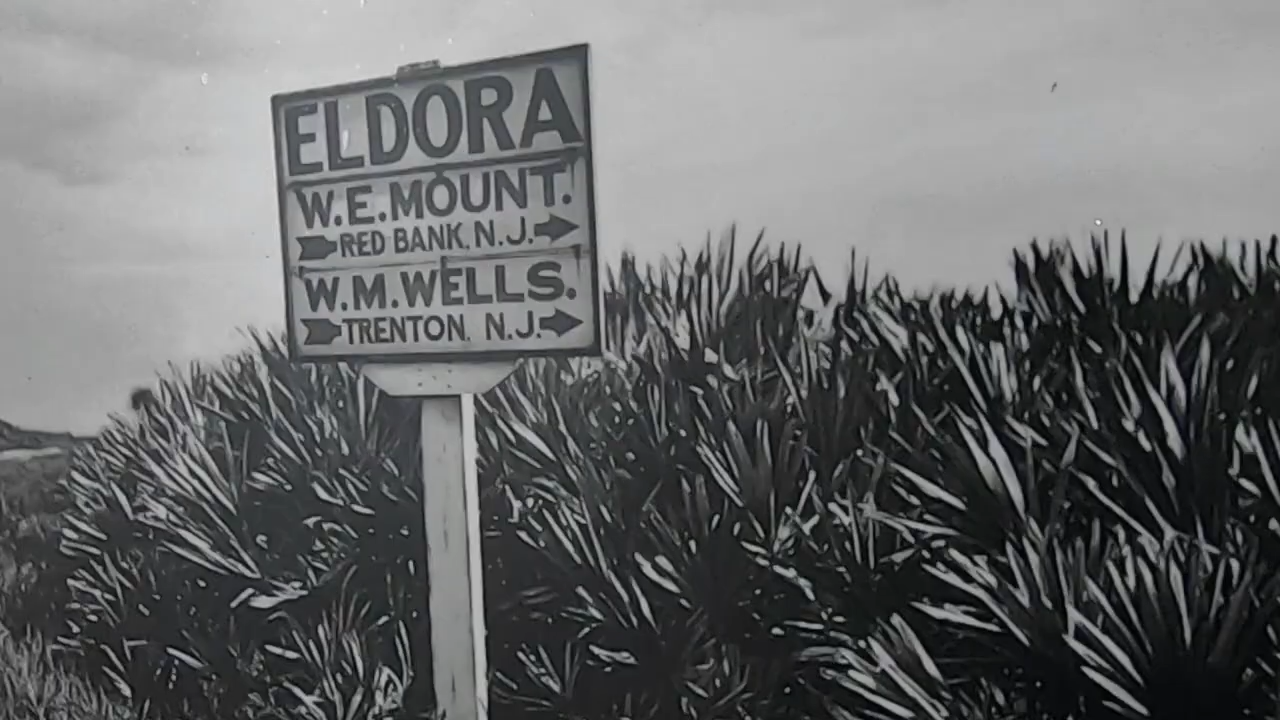 ELDORA
W.E.MOUNT.
RED BANK, N.J.
W.M.WELLS.
TRENTON, N.J.